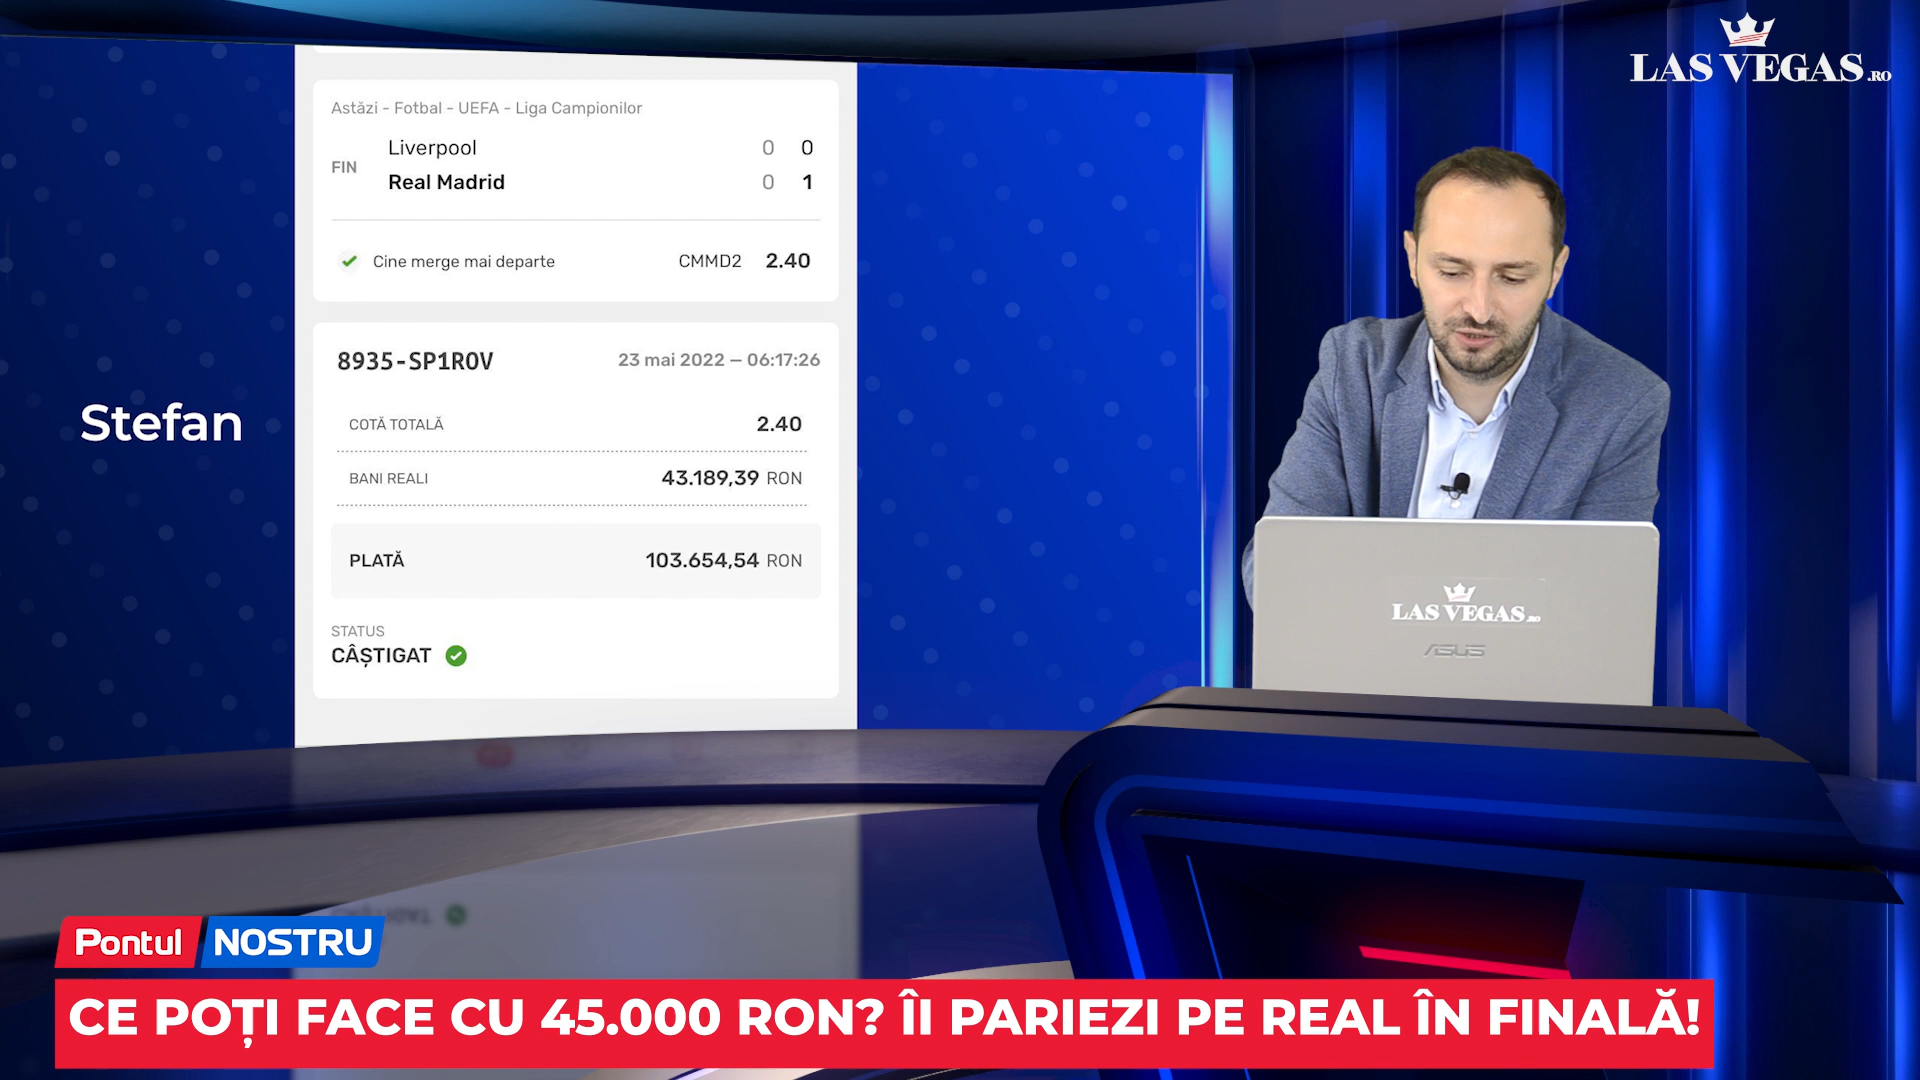 LAS VEGAS.RO
Astăzi - Fotbal - UEFA - Liga Campionilor
FIN
Liverpool 0 0
Real Madrid 0 1
Cine merge mai departe CMMD2 2.40
8935-SP1R0V 23 mai 2022 — 06:17:26
COTĂ TOTALĂ 2.40
BANI REALI 43.189,39 RON
PLATĂ 103.654,54 RON
STATUS
CÂȘTIGAT
Stefan
LAS VEGAS.RO
ASUS
Pontul NOSTRU
CE POȚI FACE CU 45.000 RON? ÎI PARIEZI PE REAL ÎN FINALĂ!